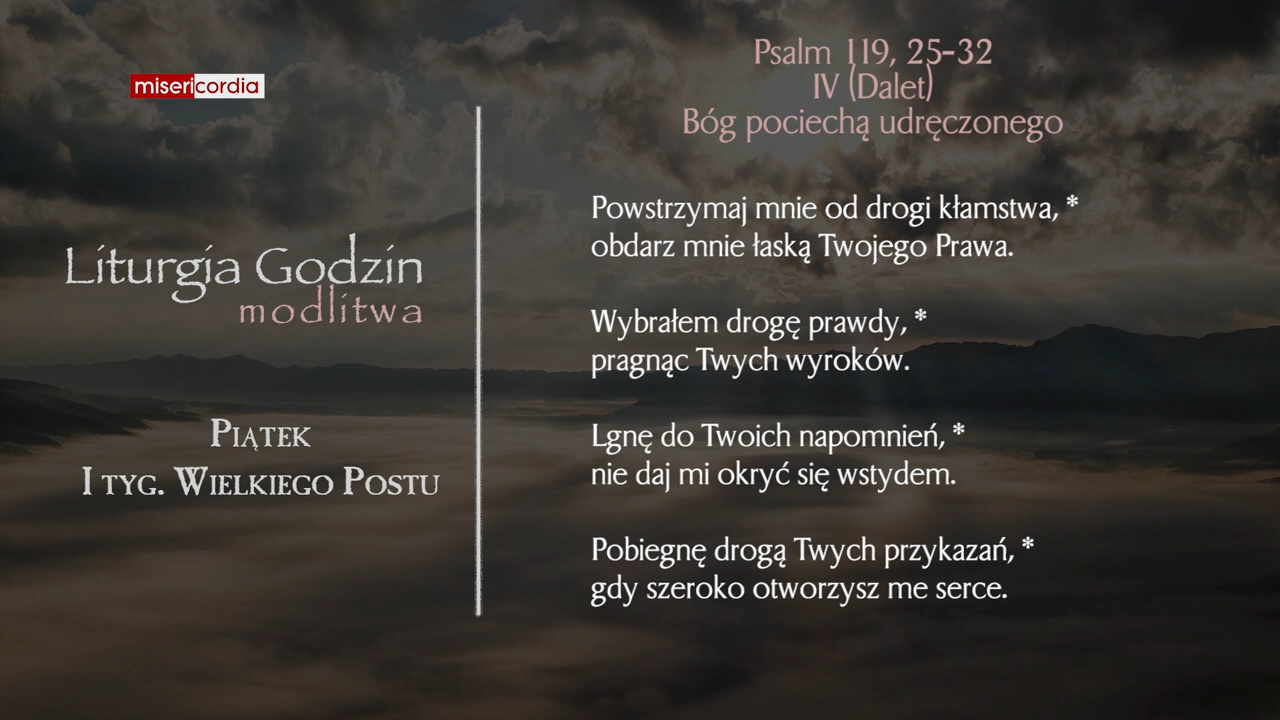 misericordia
Liturgia Godzin
modlitwa
Piątek
I tyg. Wielkiego Postu
Psalm 119, 25-32
IV (Dalet)
Bóg pociechą udręczonego
Powstrzymaj mnie od drogi kłamstwa, *
obdarz mnie łaską Twojego Prawa.
Wybrałem drogę prawdy, *
pragnąc Twych wyroków.
Lgnę do Twoich napomnień, *
nie daj mi okryć się wstydem.
Pobiegnę drogą Twych przykazań, *
gdy szeroko otworzysz me serce.